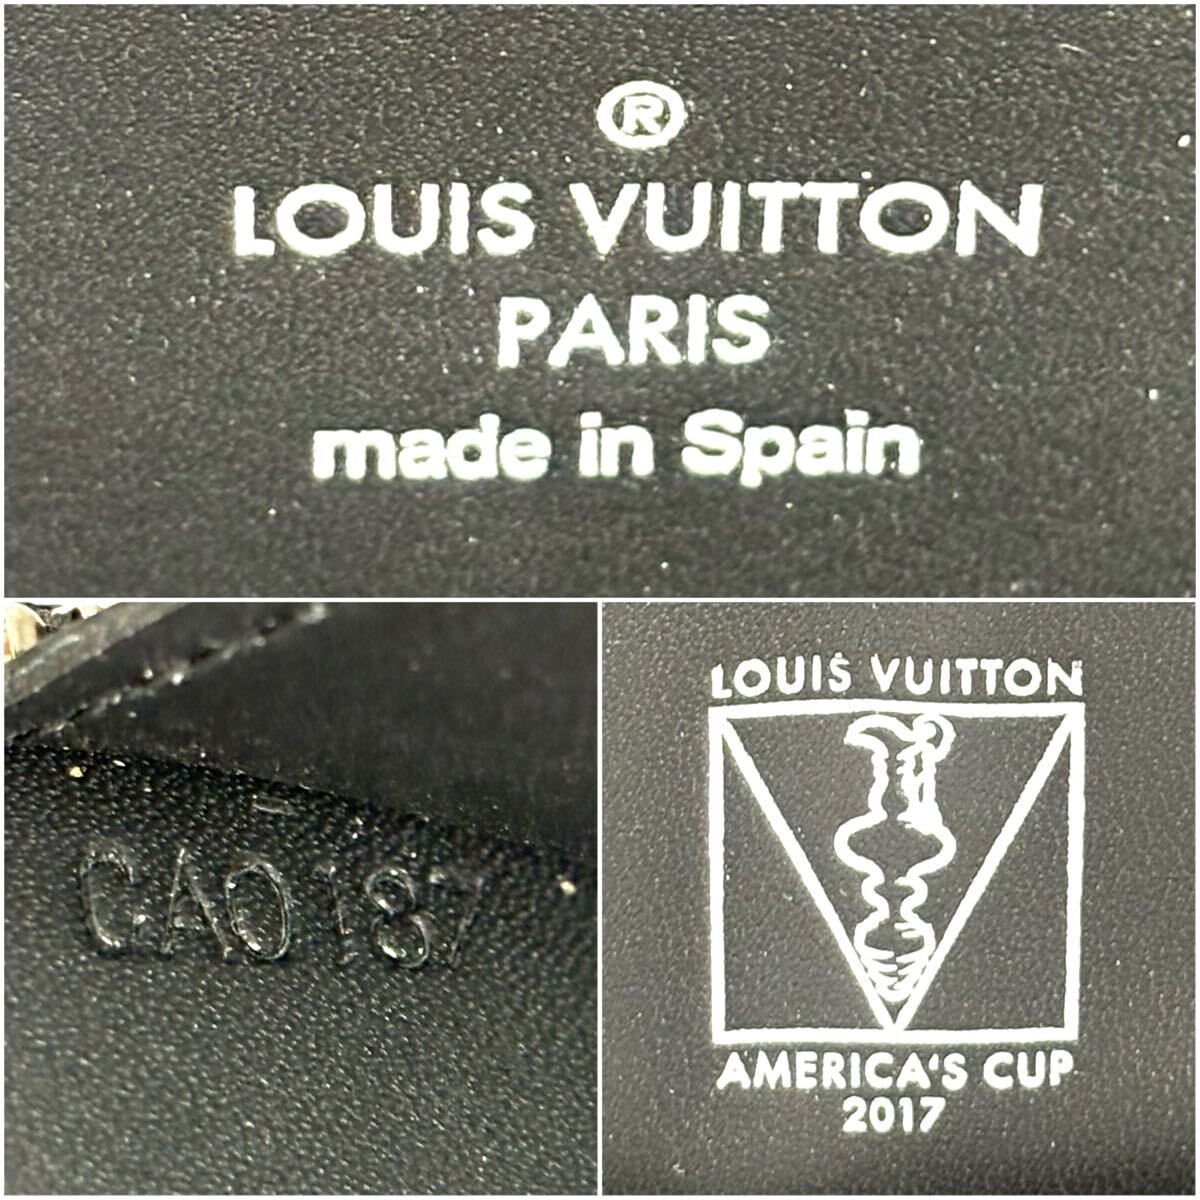 ®
LOUIS VUITTON
PARIS
made in Spain
CA0187
LOUIS VUITTON
AMERICA'S CUP
2017